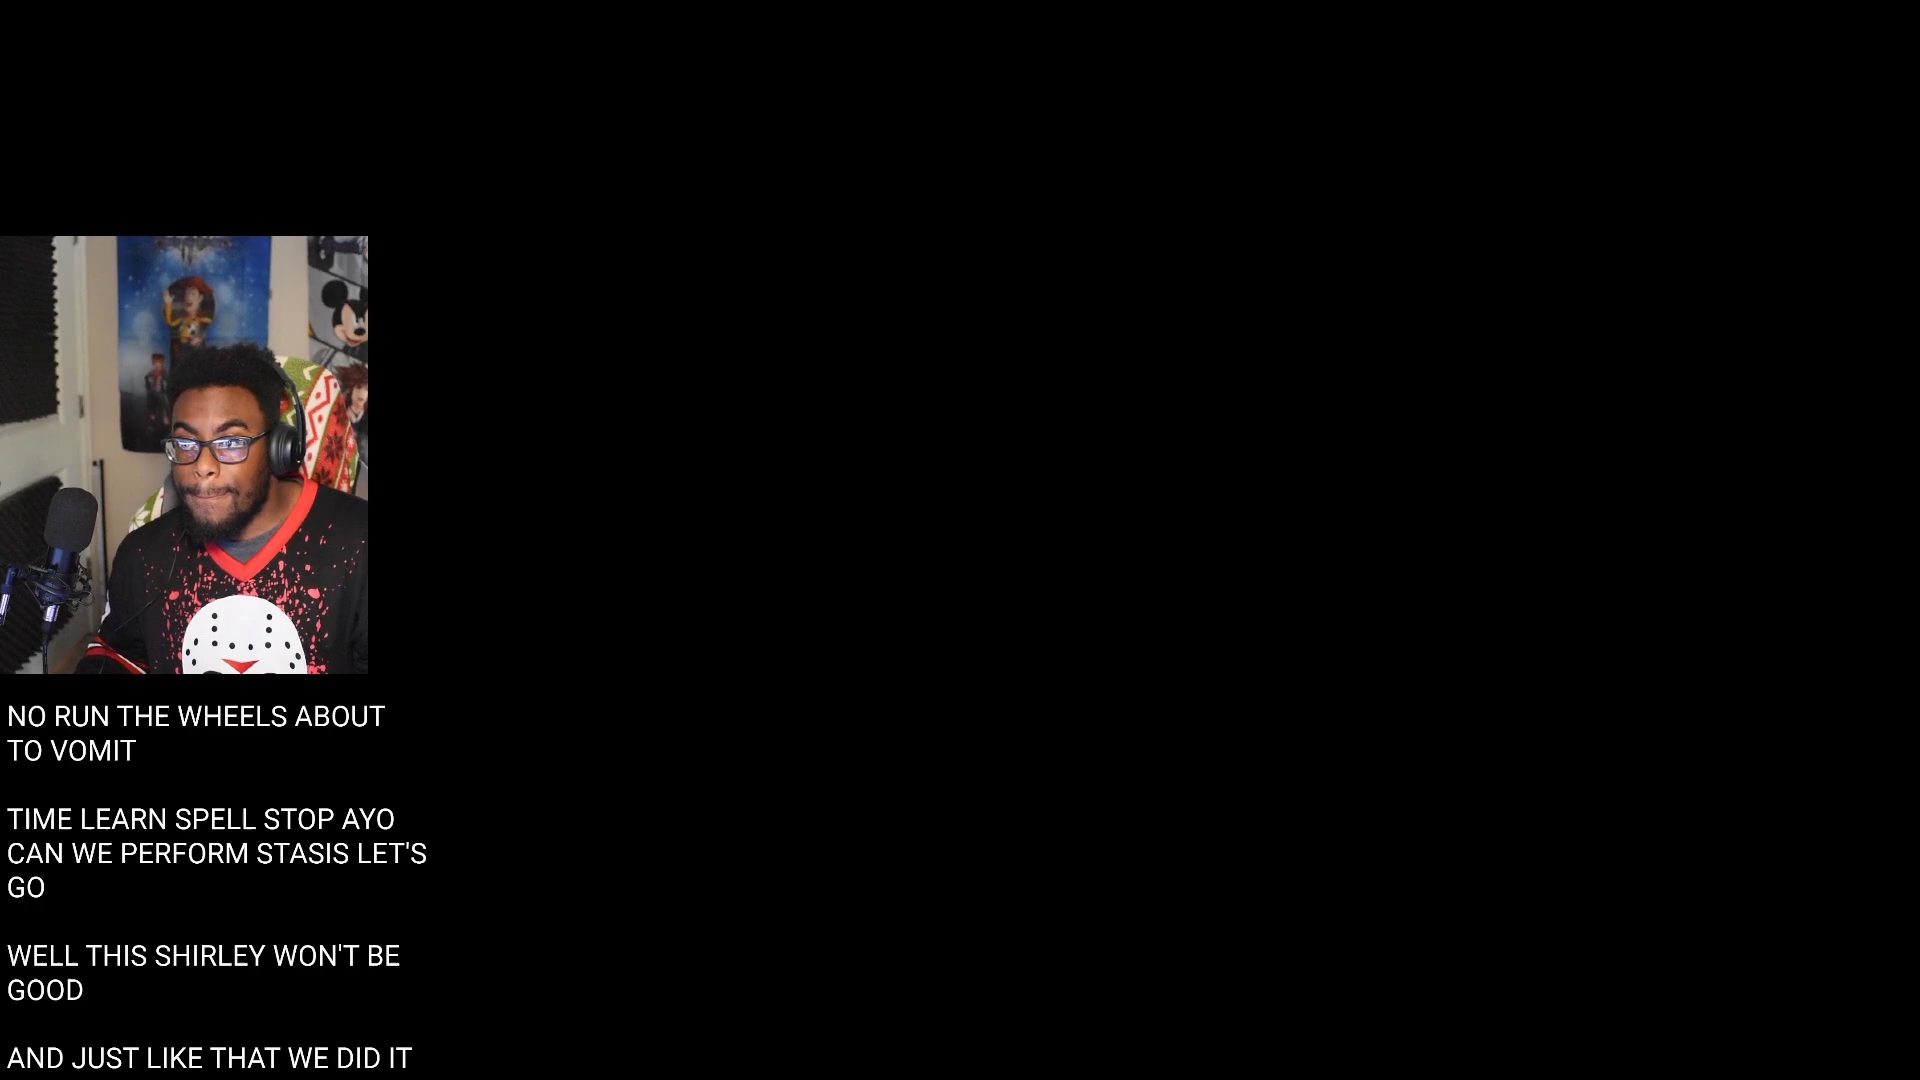 NO RUN THE WHEELS ABOUT
TO VOMIT
TIME LEARN SPELL STOP AYO
CAN WE PERFORM STASIS LET'S
GO
WELL THIS SHIRLEY WON'T BE
GOOD
AND JUST LIKE THAT WE DID IT